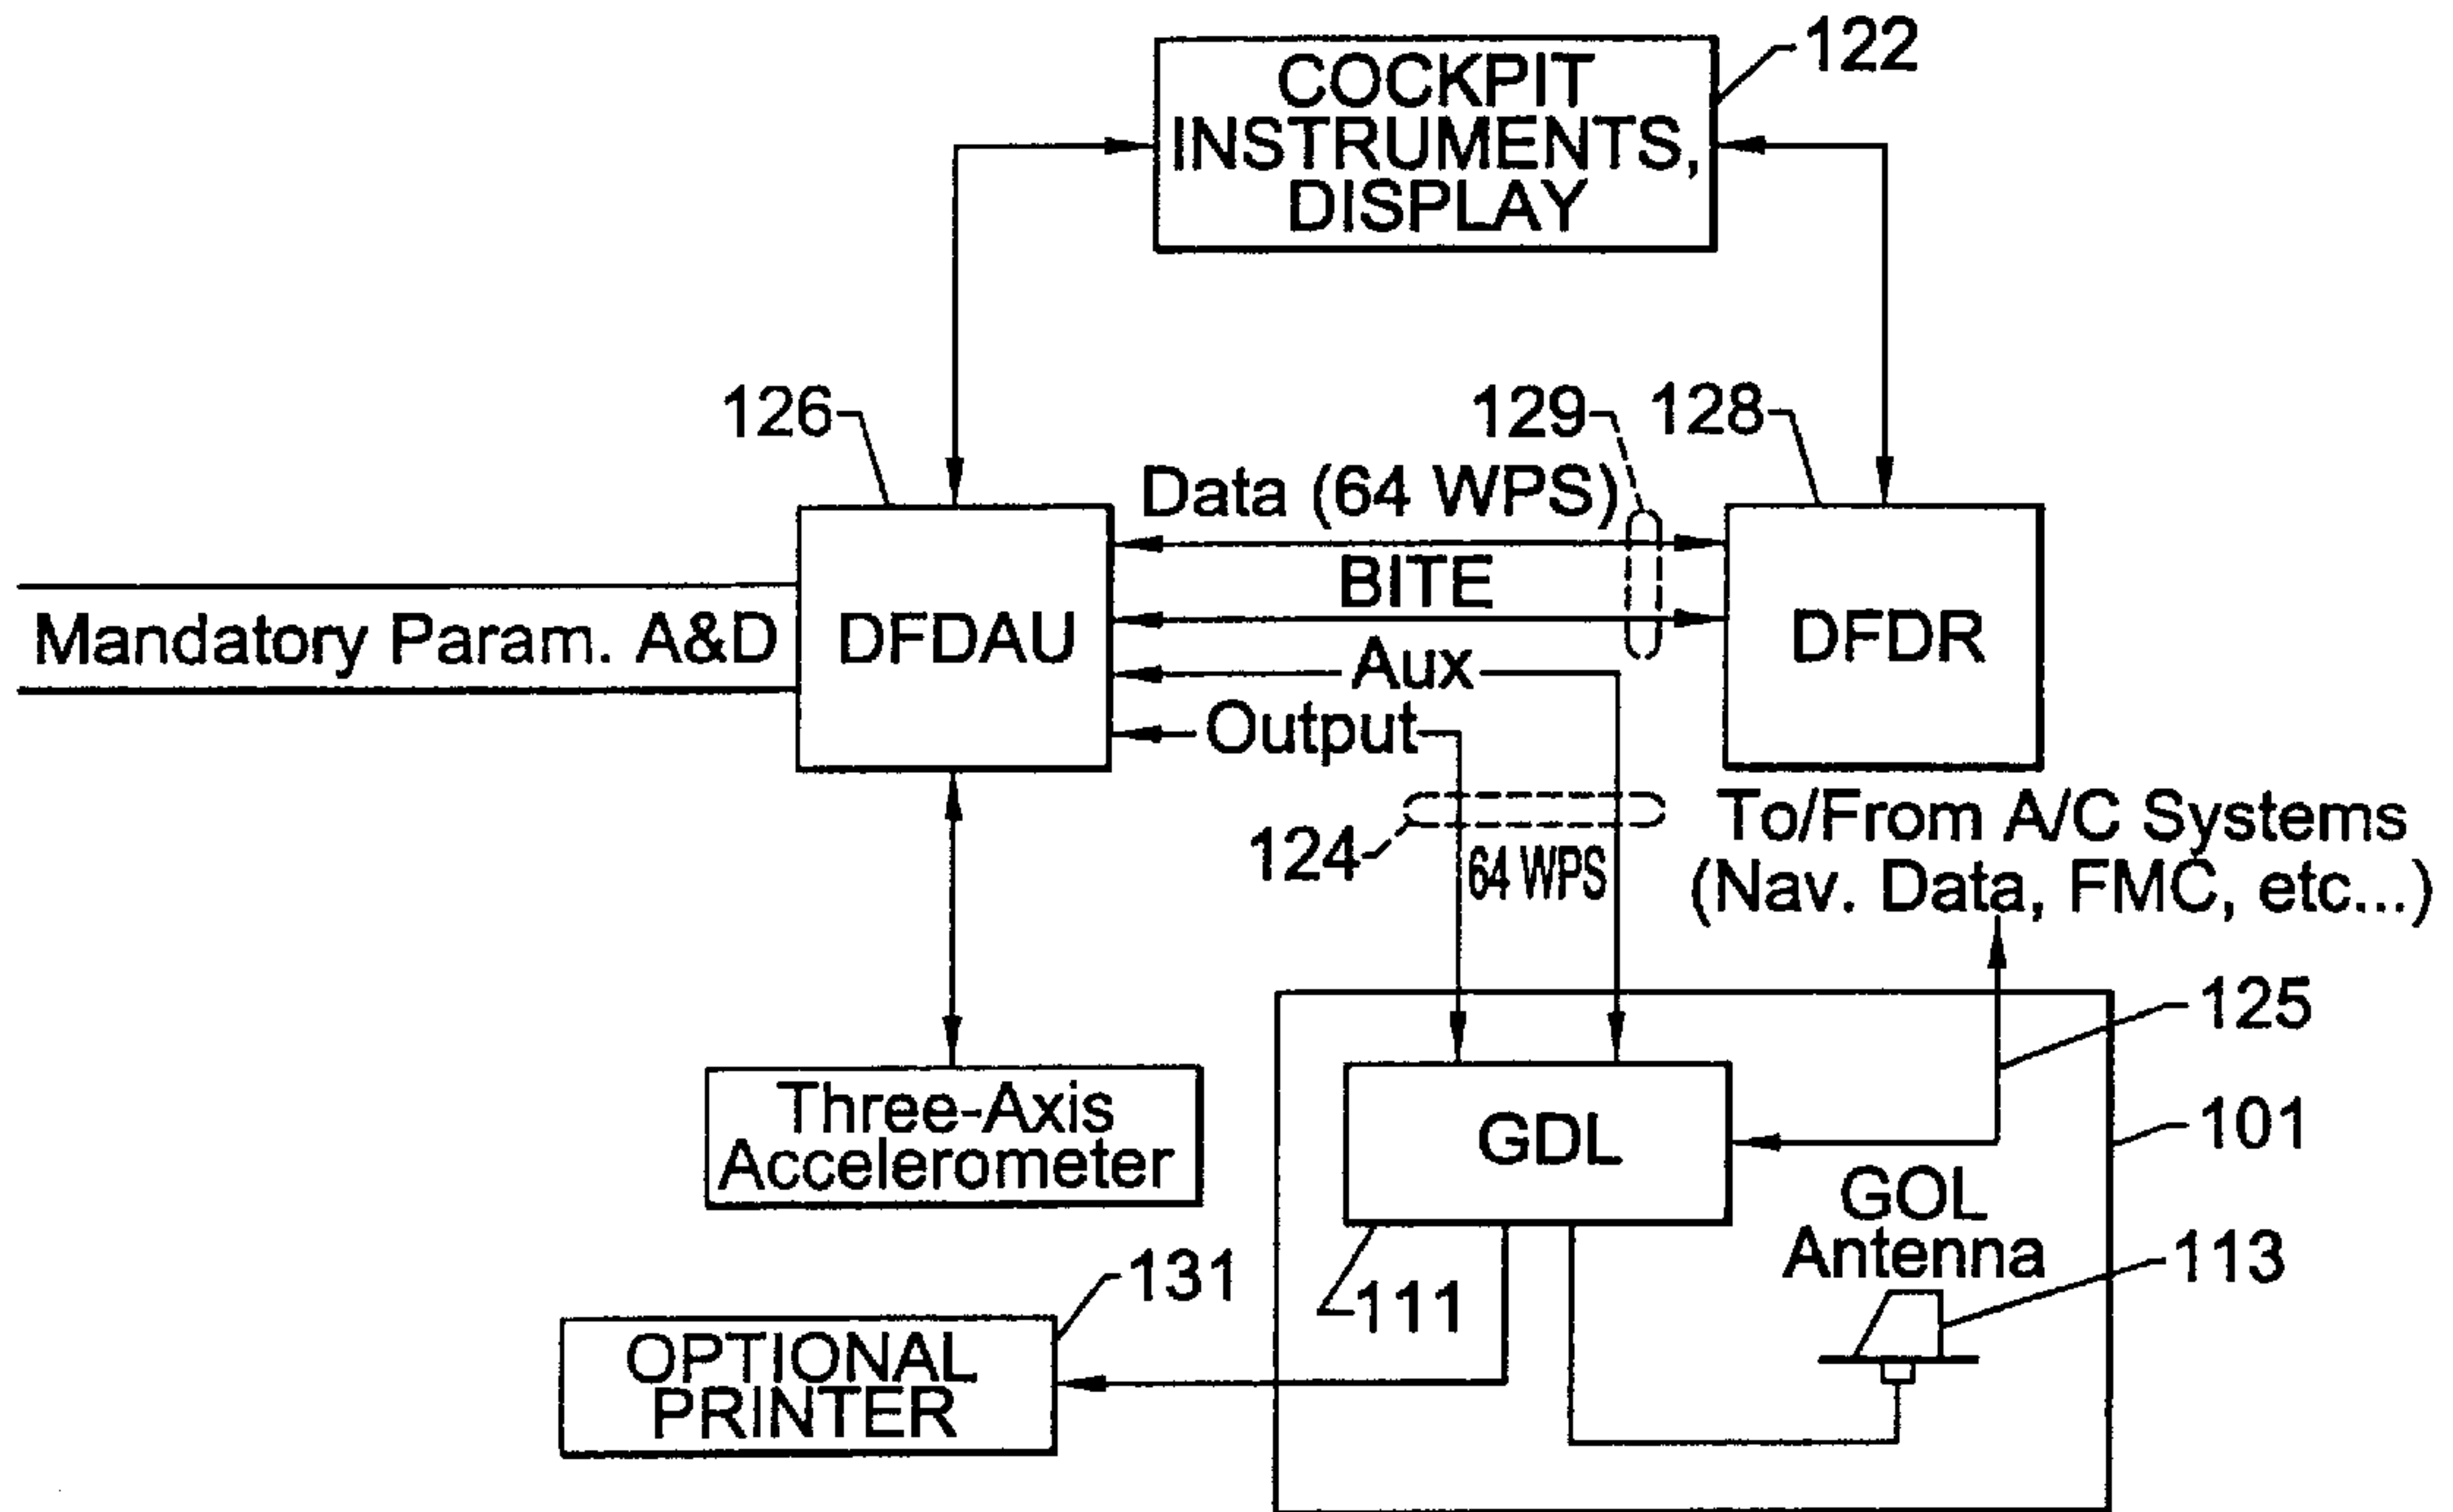 122
COCKPIT
INSTRUMENTS,
DISPLAY
126
129
128
Data (64 WPS)
BITE
Mandatory Param. A&D
DFDAU
DFDR
Aux
Output
124
64 WPS
To/From A/C Systems
(Nav. Data, FMC, etc...)
125
Three-Axis
Accelerometer
GDL
101
GOL
Antenna
113
111
131
OPTIONAL
PRINTER